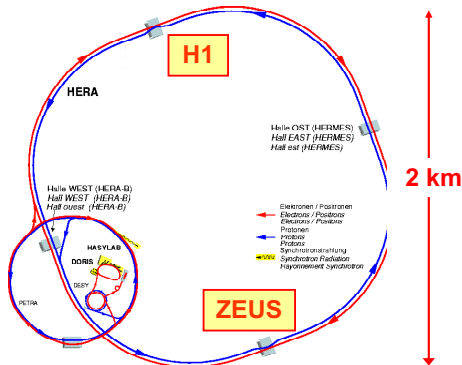 H1
HERA
Halle OST (HERMES)
Hall EAST (HERMES)
Hall est (HERMES)
2 km
Halle WEST (HERA-B)
Hall WEST (HERA-B)
Hall ouest (HERA-B)
Elektronen / Positronen
Electrons / Positrons
Electrons / Positrons
Protonen
Protons
Protons
Synchrotronstrahlung
Synchrotron Radiation
Rayonnement Synchrotron
HASYLAB
DORIS
DESY
PETRA
ZEUS